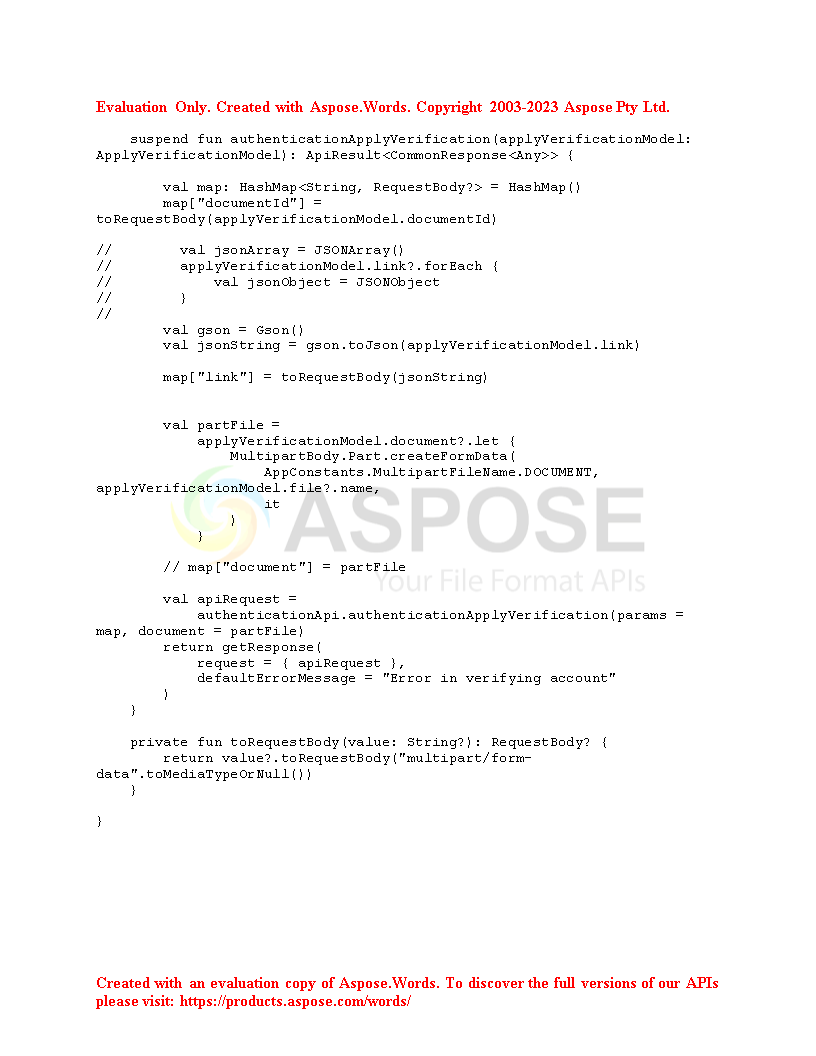 Evaluation Only. Created with Aspose.Words. Copyright 2003-2023 Aspose Pty Ltd.
    suspend fun authenticationApplyVerification(applyVerificationModel:
ApplyVerificationModel): ApiResult<CommonResponse<Any>> {
        val map: HashMap<String, RequestBody?> = HashMap()
        map["documentId"] =
toRequestBody(applyVerificationModel.documentId)
//        val jsonArray = JSONArray()
//        applyVerificationModel.link?.forEach {
//            val jsonObject = JSONObject
//        }
//
        val gson = Gson()
        val jsonString = gson.toJson(applyVerificationModel.link)
        map["link"] = toRequestBody(jsonString)
        val partFile =
            applyVerificationModel.document?.let {
                MultipartBody.Part.createFormData(
                    AppConstants.MultipartFileName.DOCUMENT,
applyVerificationModel.file?.name,
                    it
                )
            }
ASPOSE
        // map["document"] = partFile
Your File Format APIs
        val apiRequest =
            authenticationApi.authenticationApplyVerification(params =
map, document = partFile)
        return getResponse(
            request = { apiRequest },
            defaultErrorMessage = "Error in verifying account"
        )
    }
    private fun toRequestBody(value: String?): RequestBody? {
        return value?.toRequestBody("multipart/form-
data".toMediaTypeOrNull())
    }
}
Created with an evaluation copy of Aspose.Words. To discover the full versions of our APIs
please visit: https://products.aspose.com/words/